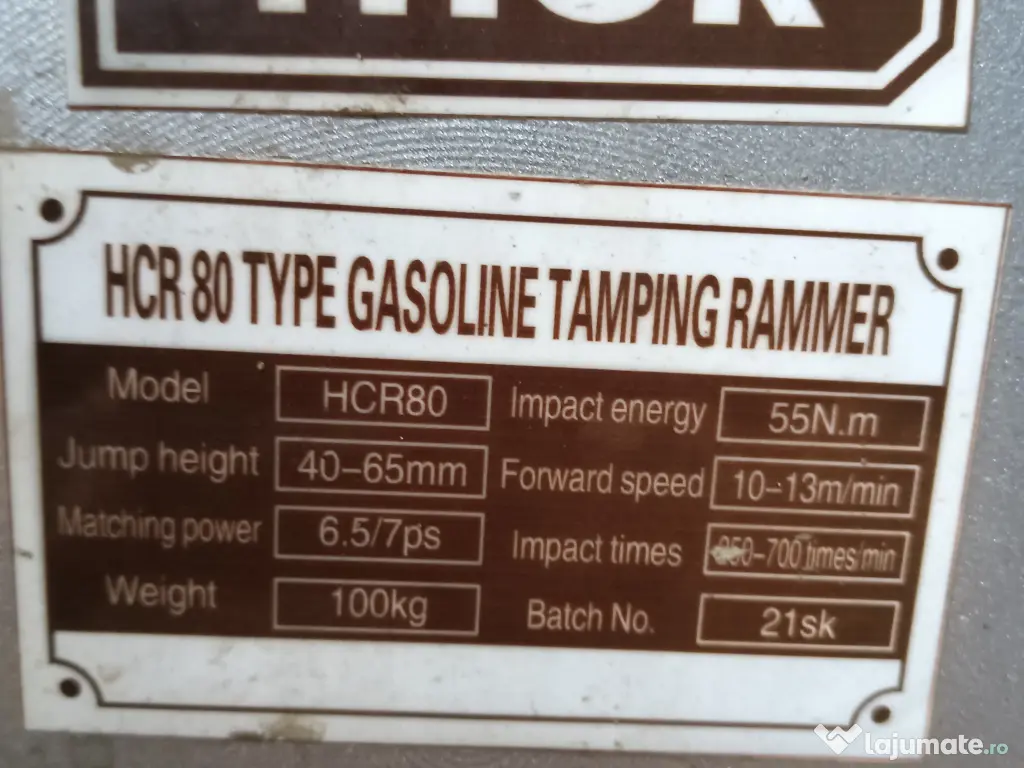 HCR 80 TYPE GASOLINE TAMPING RAMMER
Model HCR80 Impact energy 55N.m
Jump height 40-65mm Forward speed 10-13m/min
Matching power 6.5/7ps Impact times -700 times/min
Weight 100kg Batch No. 21sk
lajumate.ro